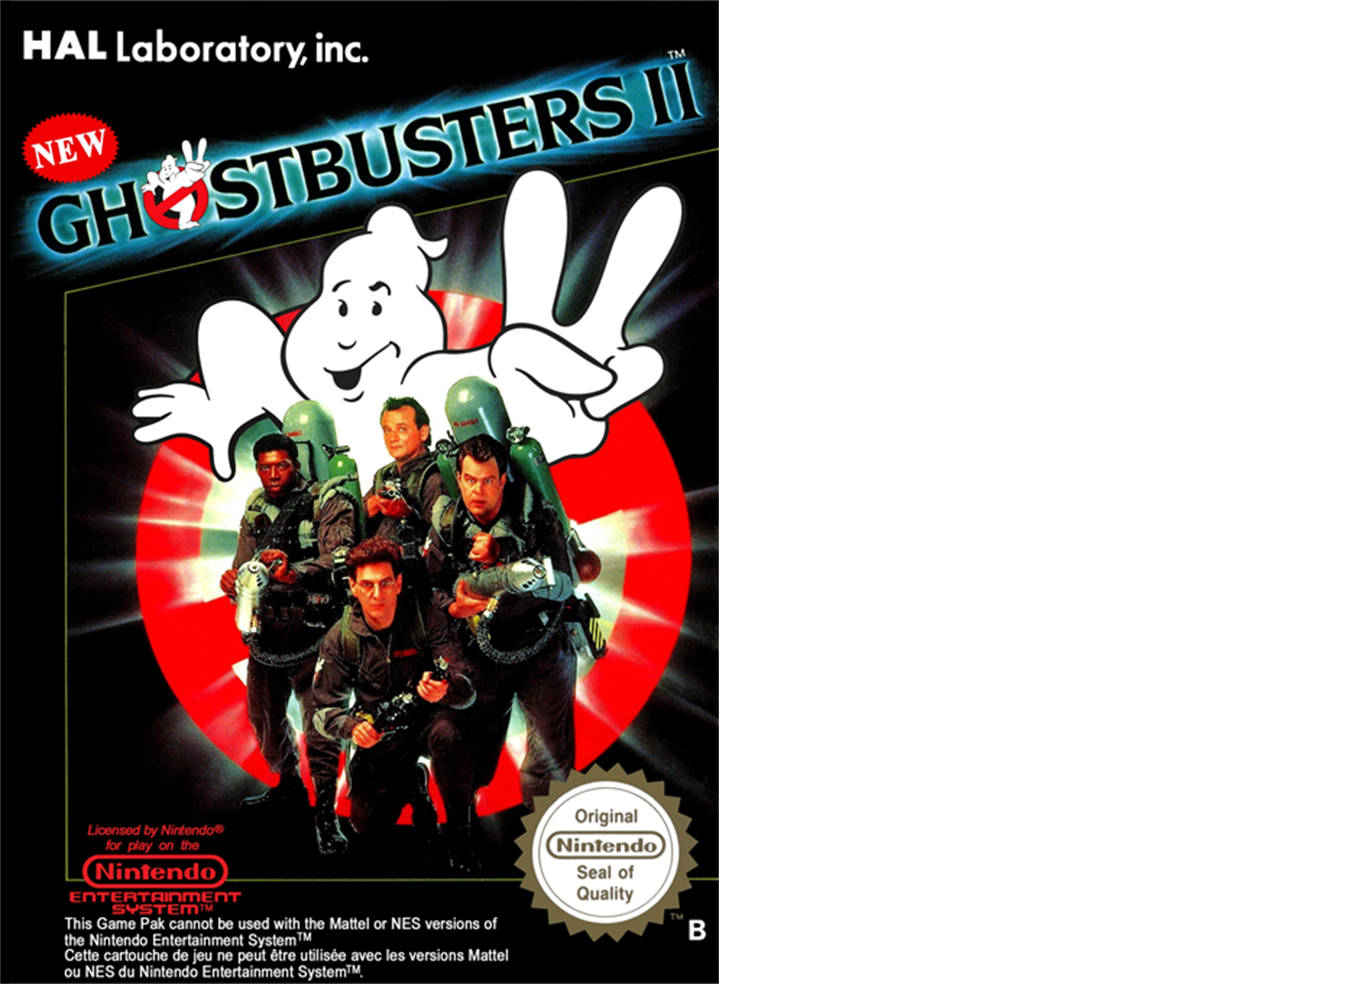 HAL Laboratory, inc.
NEW
GHOSTBUSTERS II™
Licensed by Nintendo®
for play on the
Nintendo
ENTERTAINMENT
SYSTEM™
Original
Nintendo
Seal of
Quality
™
B
This Game Pak cannot be used with the Mattel or NES versions of
the Nintendo Entertainment System™
Cette cartouche de jeu ne peut être utilisée avec les versions Mattel
ou NES du Nintendo Entertainment System™.